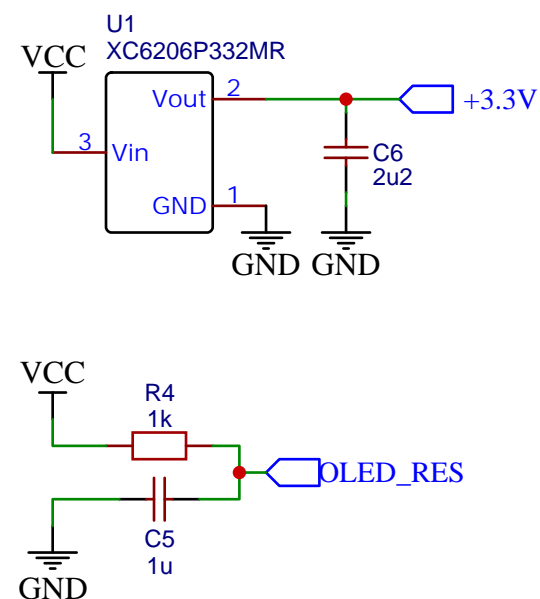 U1
XC6206P332MR
VCC
Vout
2
+3.3V
3
Vin
C6
2u2
GND
1
GND
GND
VCC
R4
1k
OLED_RES
C5
1u
GND